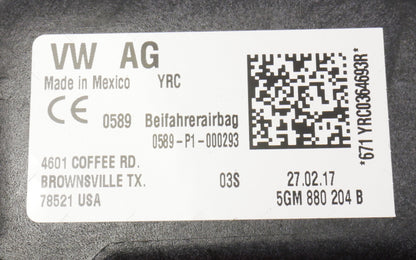 VW AG
Made in Mexico YRC
CE 0589 Beifahrerairbag
0589-P1-000293
4601 COFFEE RD.
BROWNSVILLE TX. 03S 27.02.17
78521 USA 5GM 880 204 B
*671 YRC0364693R*